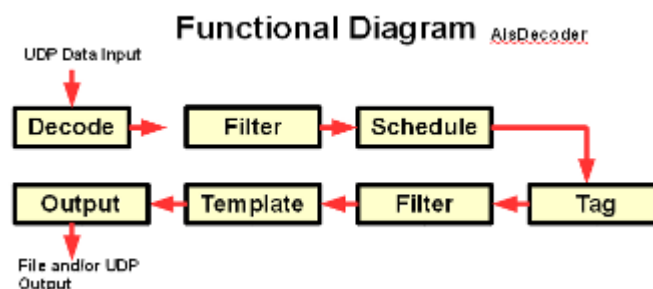 Functional Diagram AisDecoder
UDP Data Input
Decode Filter Schedule
Output Template Filter Tag
File and/or UDP
Output